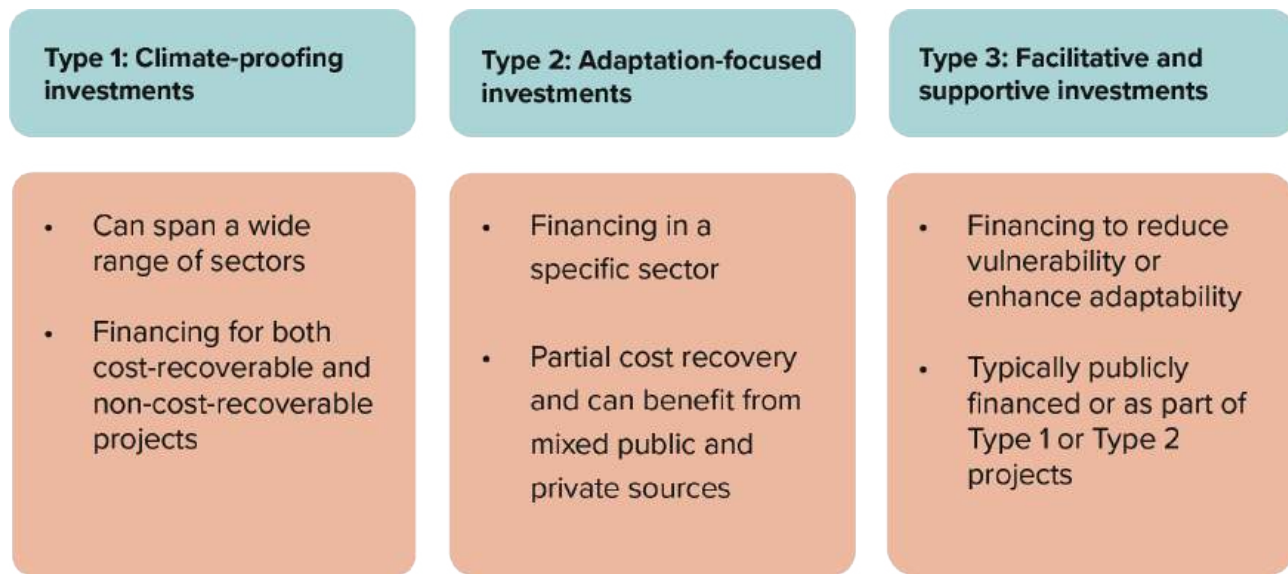 Type 1: Climate-proofing
investments
• Can span a wide
range of sectors
• Financing for both
cost-recoverable and
non-cost-recoverable
projects
Type 2: Adaptation-focused
investments
• Financing in a
specific sector
• Partial cost recovery
and can benefit from
mixed public and
private sources
Type 3: Facilitative and
supportive investments
• Financing to reduce
vulnerability or
enhance adaptability
• Typically publicly
financed or as part of
Type 1 or Type 2
projects